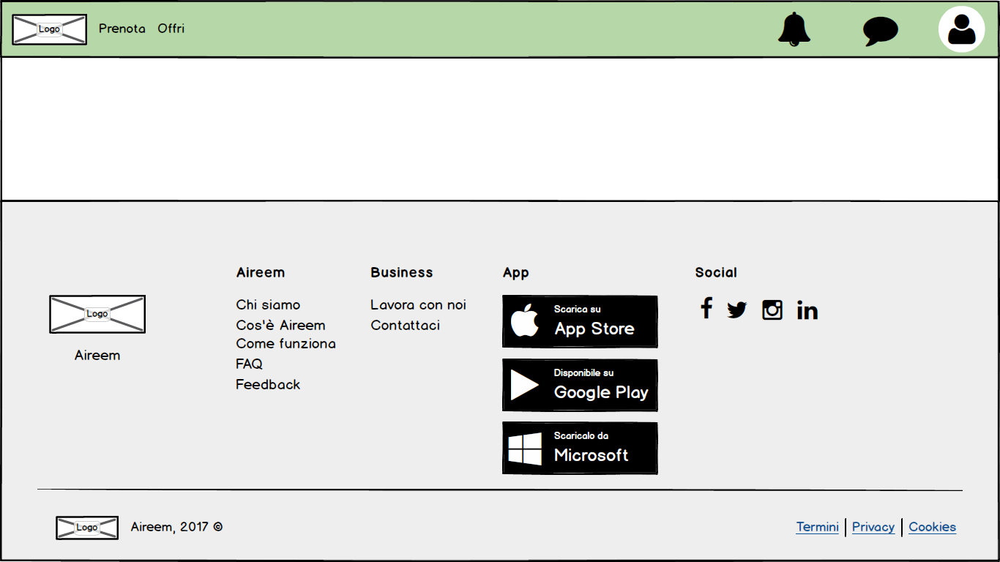 Logo
Prenota Offri
Logo
Aireem
Aireem
Chi siamo
Cos'è Aireem
Come funziona
FAQ
Feedback
Business
Lavora con noi
Contattaci
App
Scarica su
App Store
Disponibile su
Google Play
Scaricalo da
Microsoft
Social
Logo
Aireem, 2017 ©
Termini | Privacy | Cookies